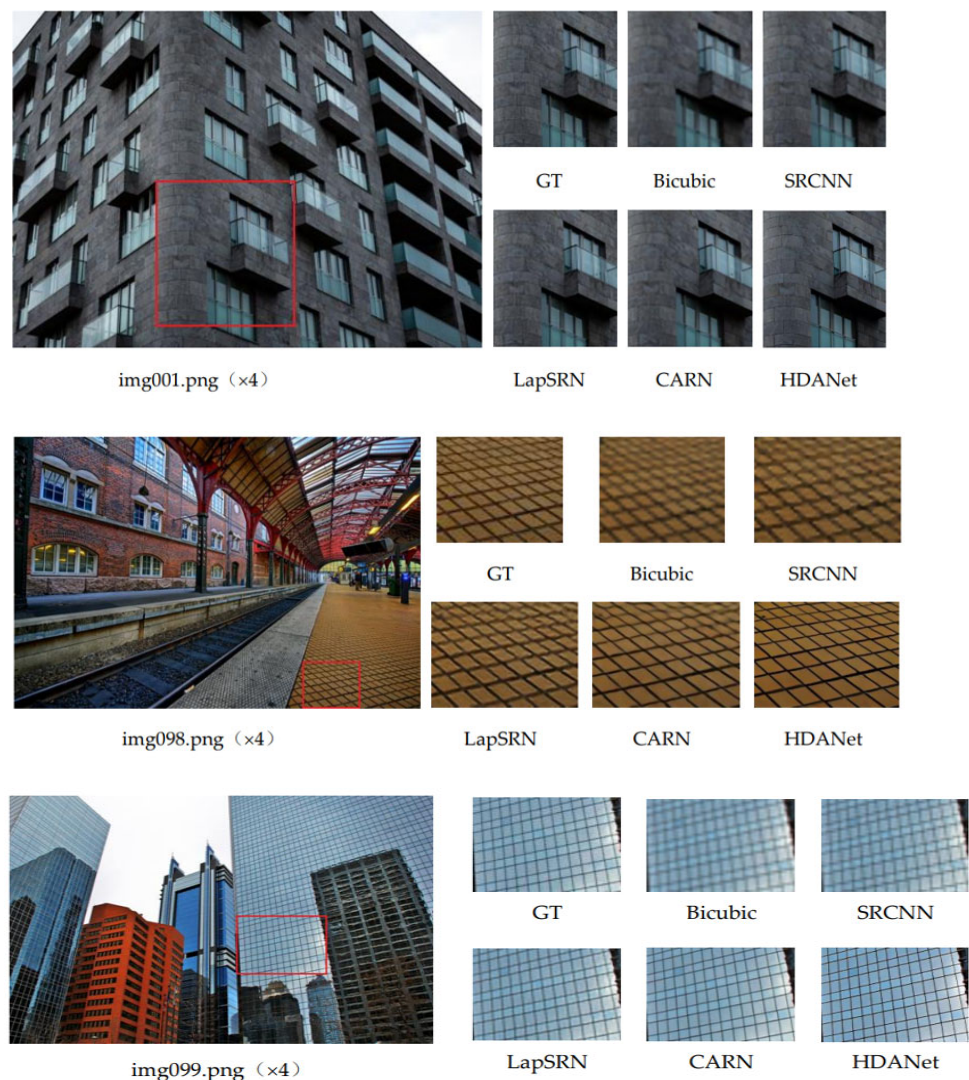 GT Bicubic SRCNN
LapSRN CARN HDANet
img001.png（×4）
GT Bicubic SRCNN
LapSRN CARN HDANet
img098.png（×4）
GT Bicubic SRCNN
LapSRN CARN HDANet
img099.png（×4）